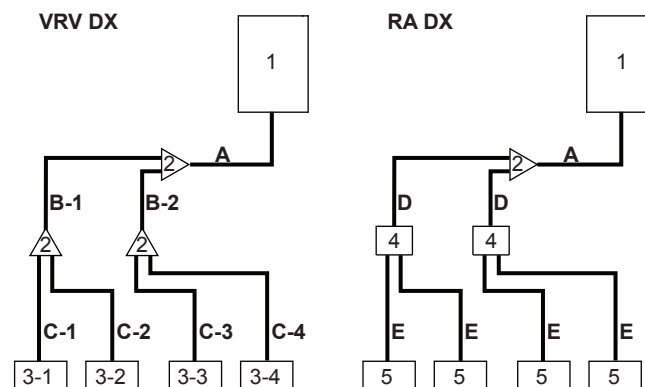 VRV DX RA DX
1 1
2 A 2 A
B-1 B-2 D D
2 2 4 4
C-1 C-2 C-3 C-4 E E E E
3-1 3-2 3-3 3-4 5 5 5 5